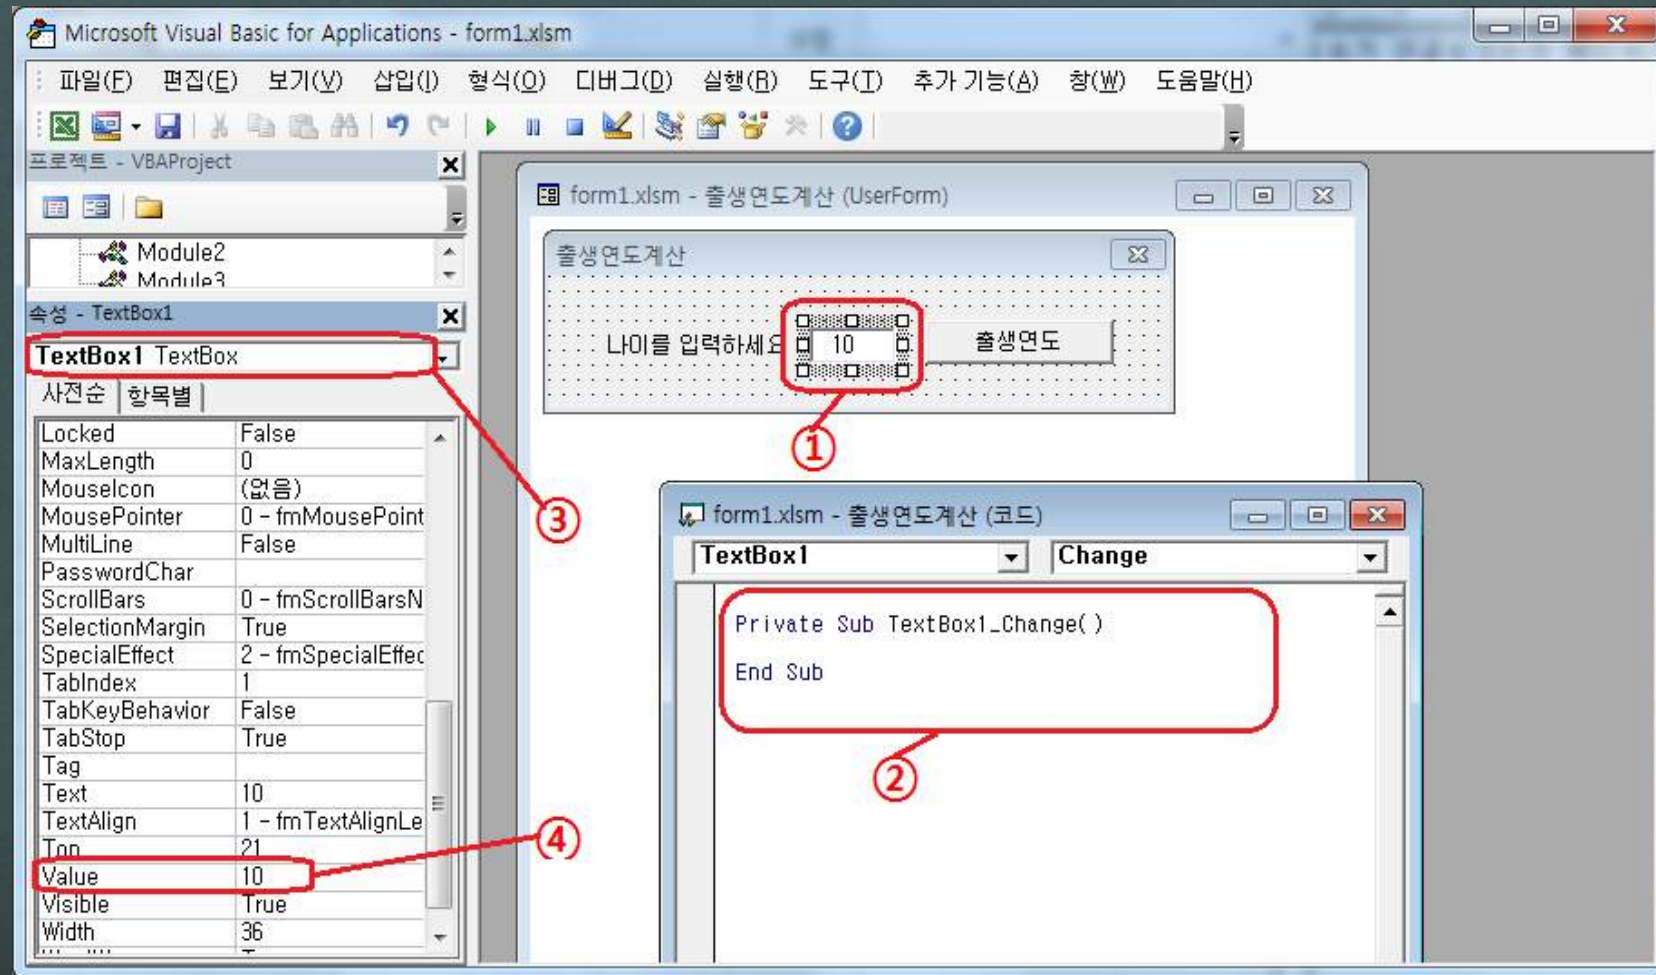 Microsoft Visual Basic for Applications - form1.xlsm
파일(F) 편집(E) 보기(V) 삽입(I) 형식(O) 디버그(D) 실행(R) 도구(T) 추가 기능(A) 창(W) 도움말(H)
프로젝트 - VBAProject
Module2
Module3
속성 - TextBox1
TextBox1 TextBox
사전순 항목별
Locked False
MaxLength 0
MouseIcon (없음)
MousePointer 0 - fmMousePoint
MultiLine False
PasswordChar
ScrollBars 0 - fmScrollBarsN
SelectionMargin True
SpecialEffect 2 - fmSpecialEffec
TabIndex 1
TabKeyBehavior False
TabStop True
Tag
Text 10
TextAlign 1 - fmTextAlignLe
Top 21
Value 10
Visible True
Width 36
form1.xlsm - 출생연도계산 (UserForm)
출생연도계산
나이를 입력하세요 10 출생연도
①
③
form1.xlsm - 출생연도계산 (코드)
TextBox1 Change
Private Sub TextBox1_Change()
End Sub
②
④